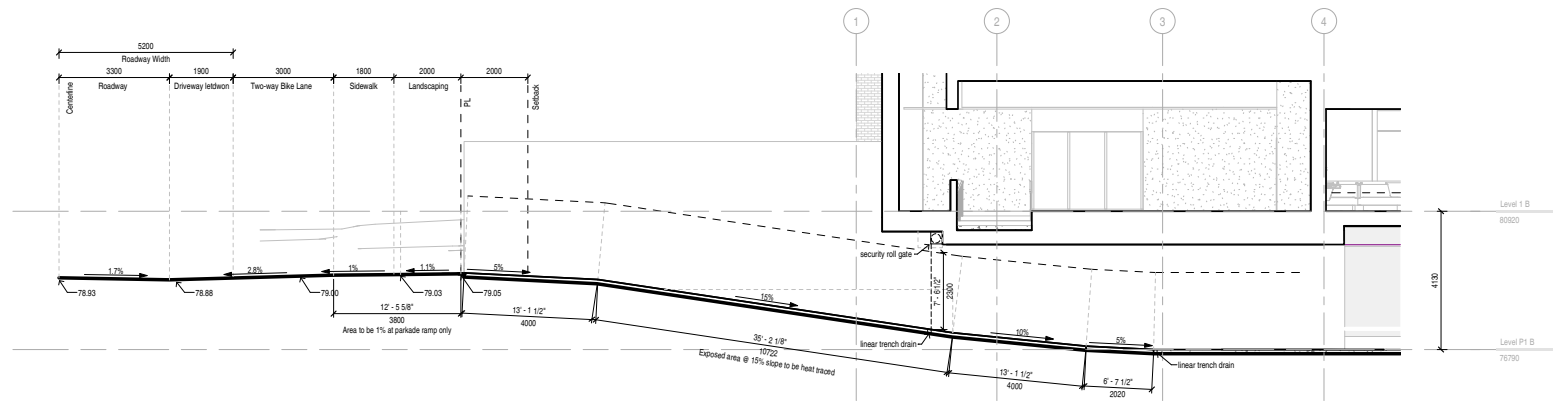 1
2
3
4
5200
Roadway Width
3300
1900
3000
1800
2000
2000
Centerline
Roadway
Driveway letdwon
Two-way Bike Lane
Sidewalk
Landscaping
PL
Setback
Level 1 B
80920
security roll gate
1.7%
2.8%
1%
1.1%
5%
78.93
78.88
79.00
79.03
79.05
12' - 5 5/8"
3800
Area to be 1% at parkade ramp only
13' - 1 1/2"
4000
15%
7' - 6 1/2"
2300
4130
10%
5%
linear trench drain
35' - 2 1/8"
10722
Exposed area @ 15% slope to be heat traced
Level P1 B
76790
linear trench drain
13' - 1 1/2"
4000
6' - 7 1/2"
2020